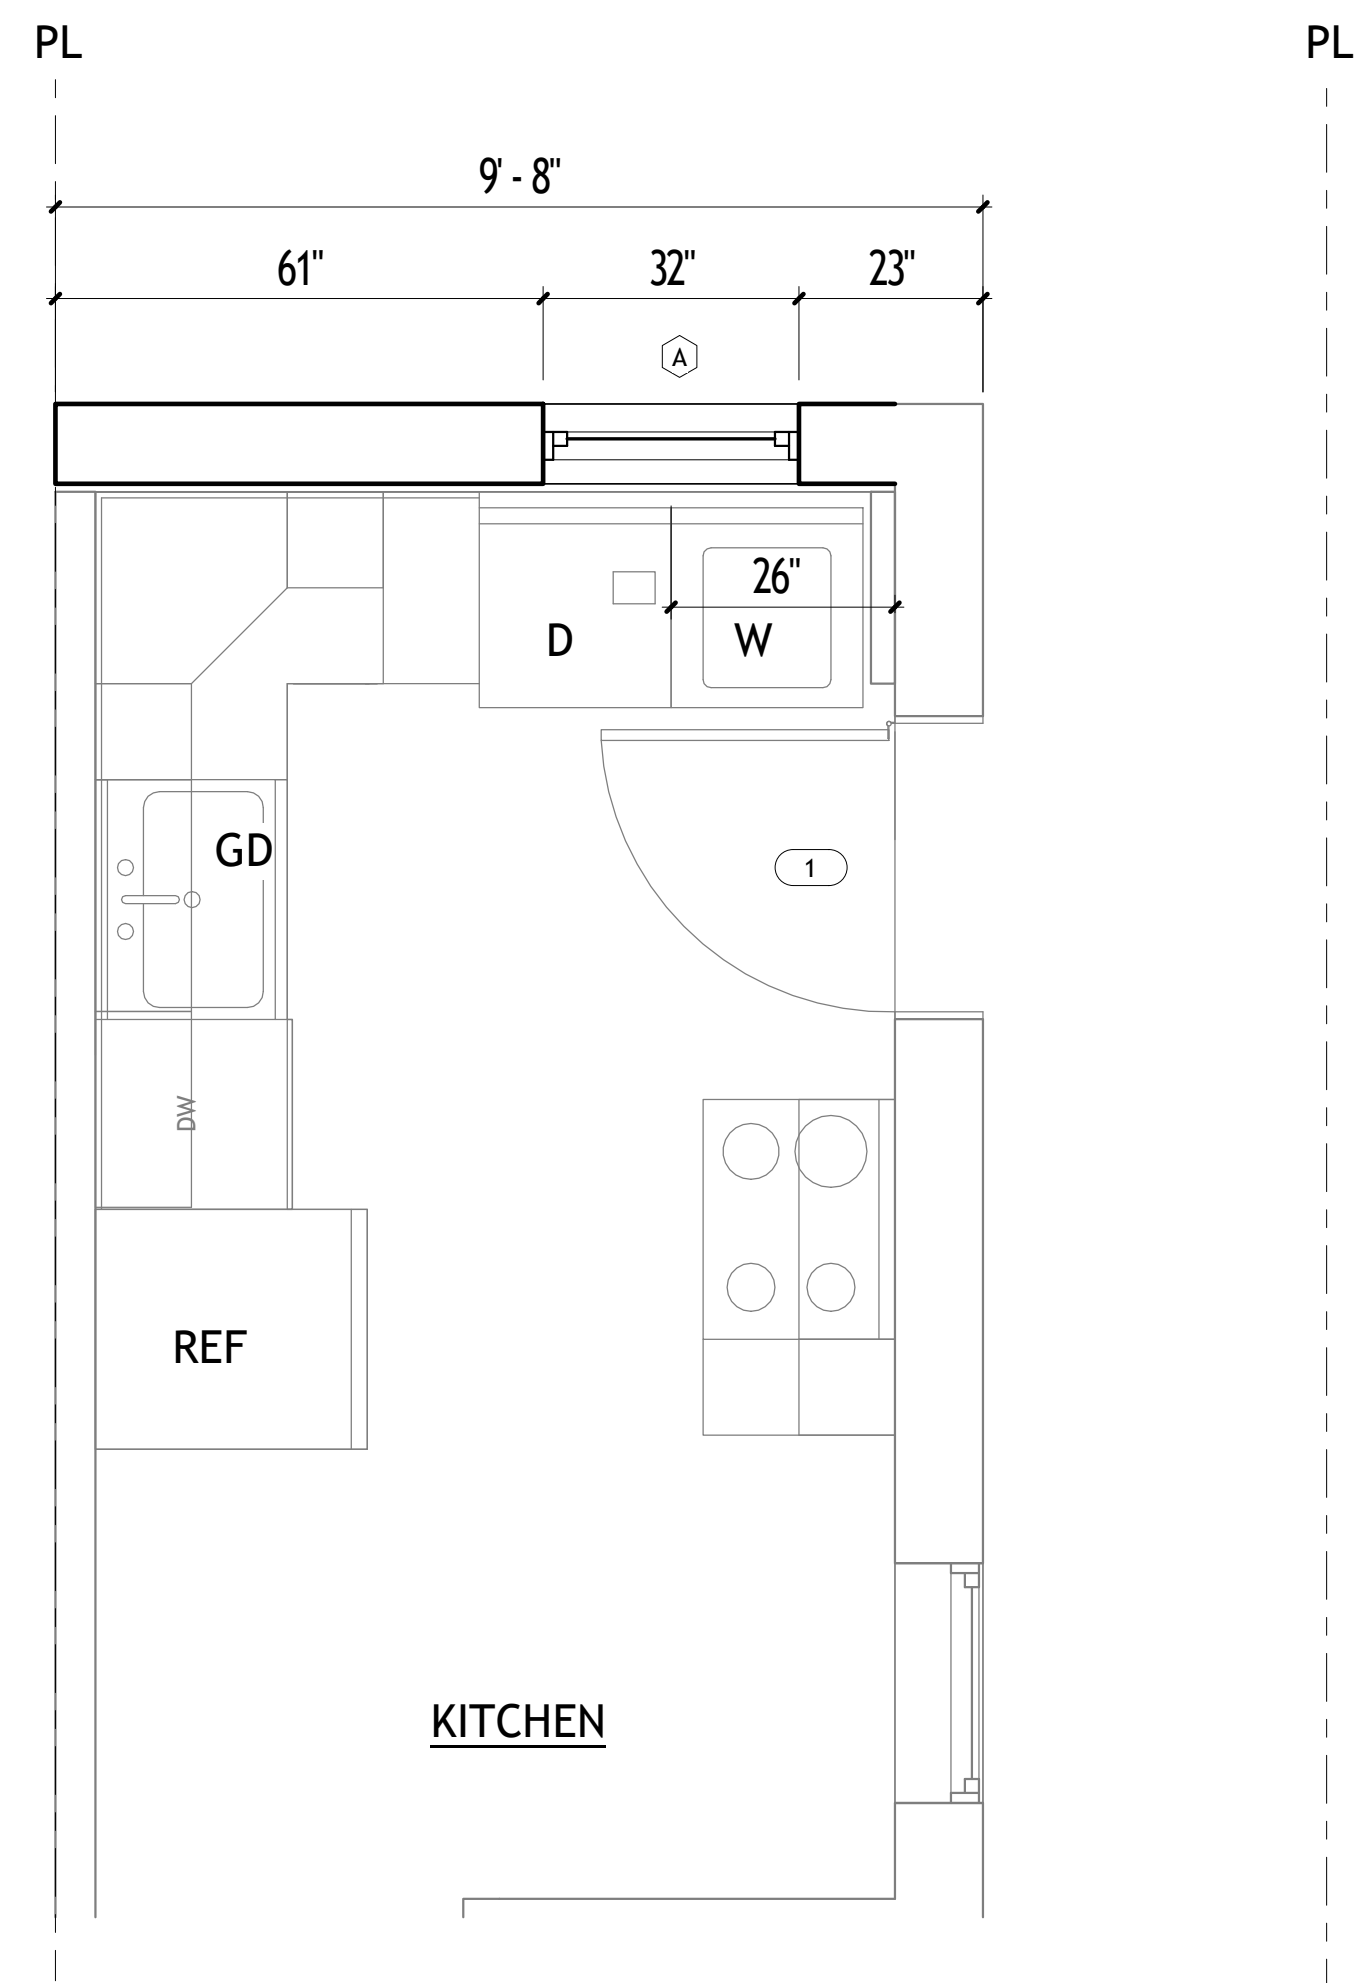 PL
PL
9' - 8"
61"
32"
23"
A
26"
D
W
GD
1
DW
REF
KITCHEN